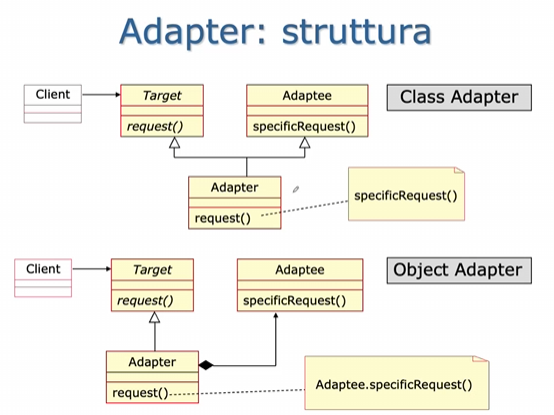 Adapter: struttura
Client
Target
request()
Adaptee
specificRequest()
Class Adapter
Adapter
request()
specificRequest()
Client
Target
request()
Adaptee
specificRequest()
Object Adapter
Adapter
request()
Adaptee.specificRequest()